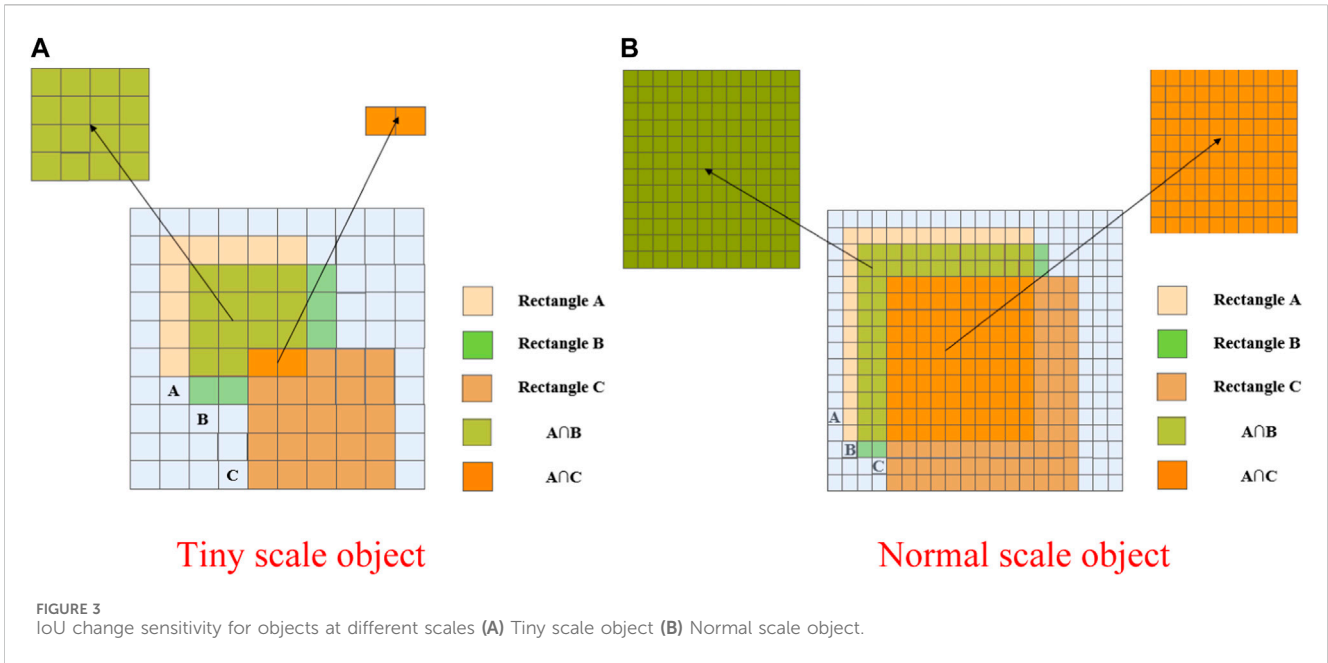 A
B
Rectangle A
Rectangle B
Rectangle C
A∩B
A∩C
A
B
C
Rectangle A
Rectangle B
Rectangle C
A∩B
A∩C
A
B
C
Tiny scale object
Normal scale object
FIGURE 3
IoU change sensitivity for objects at different scales (A) Tiny scale object (B) Normal scale object.